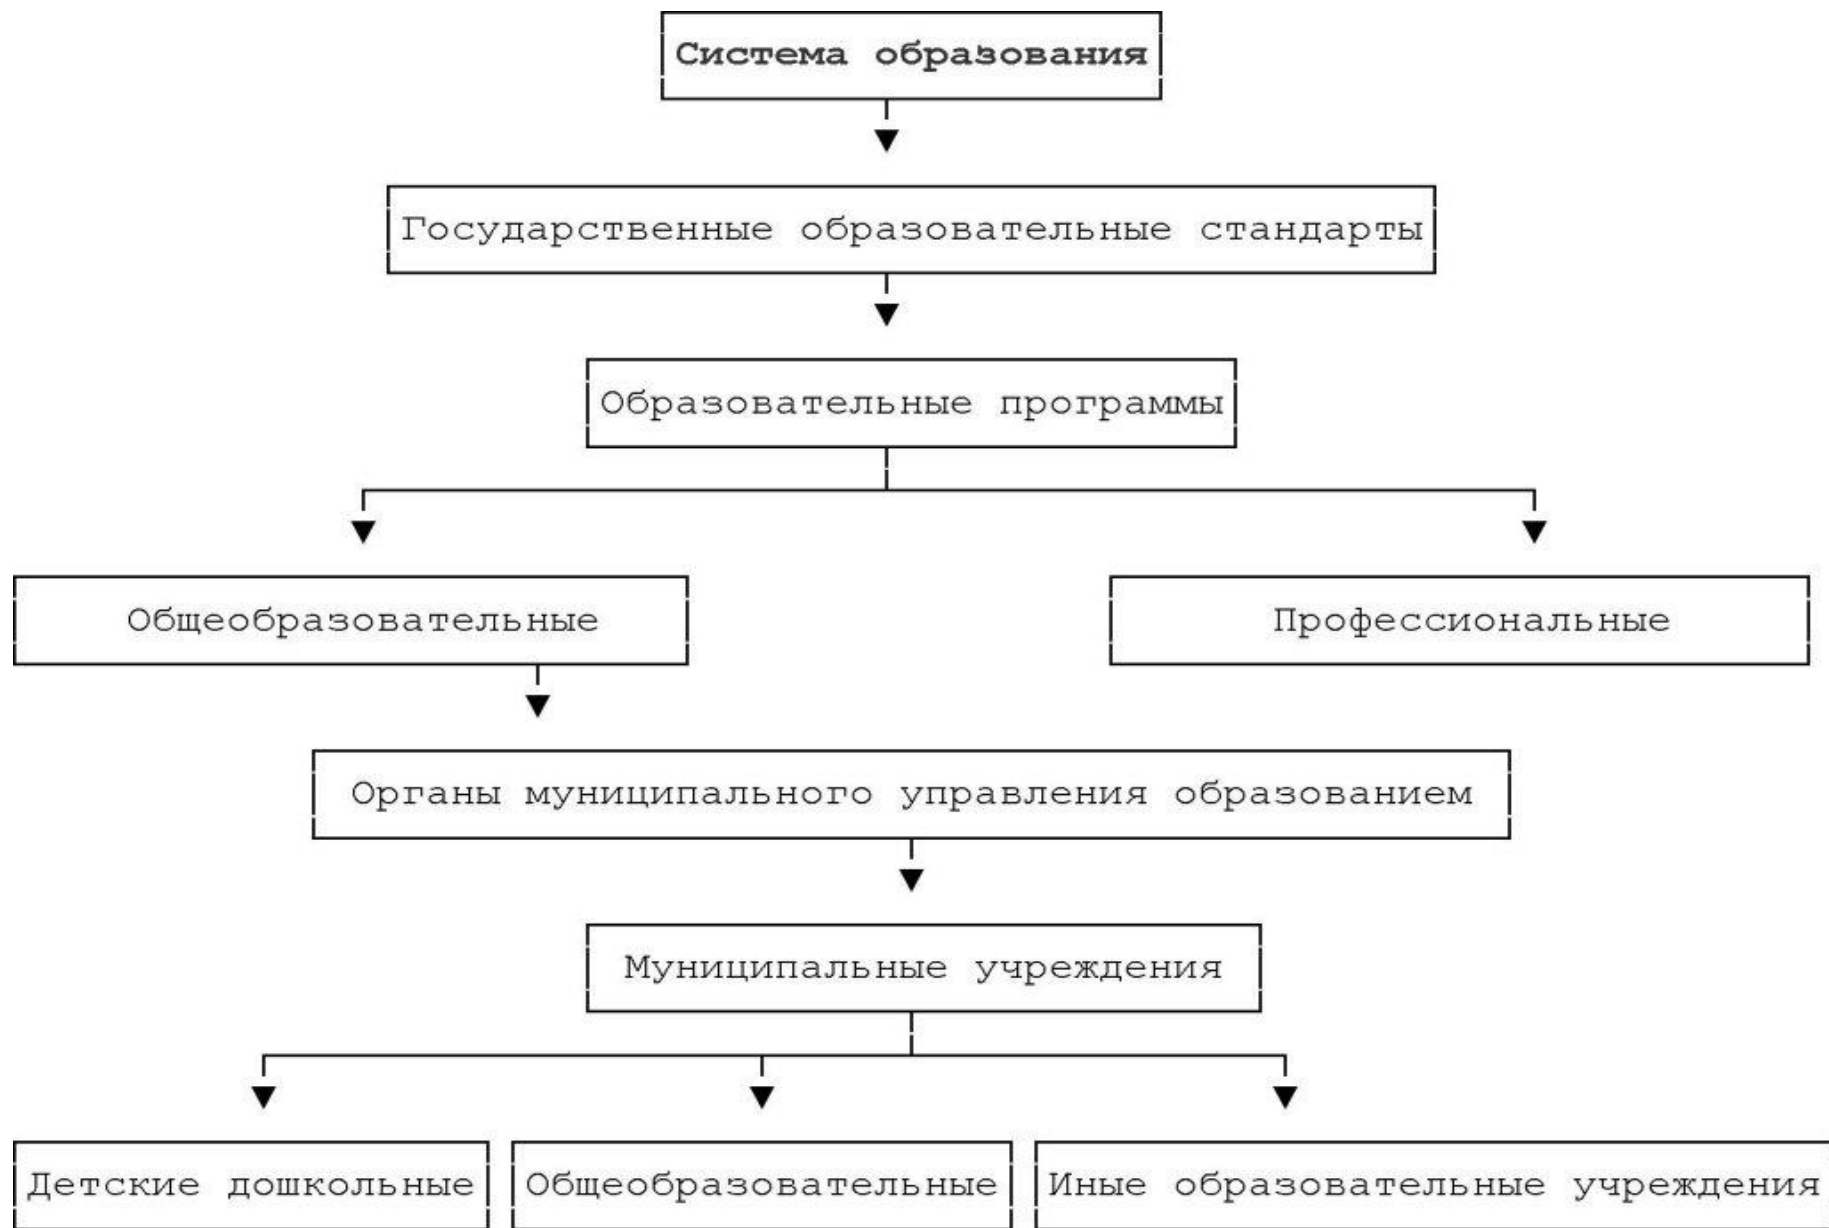 Система образования
Государственные образовательные стандарты
Образовательные программы
Общеобразовательные
Профессиональные
Органы муниципального управления образованием
Муниципальные учреждения
Детские дошкольные
Общеобразовательные
Иные образовательные учреждения